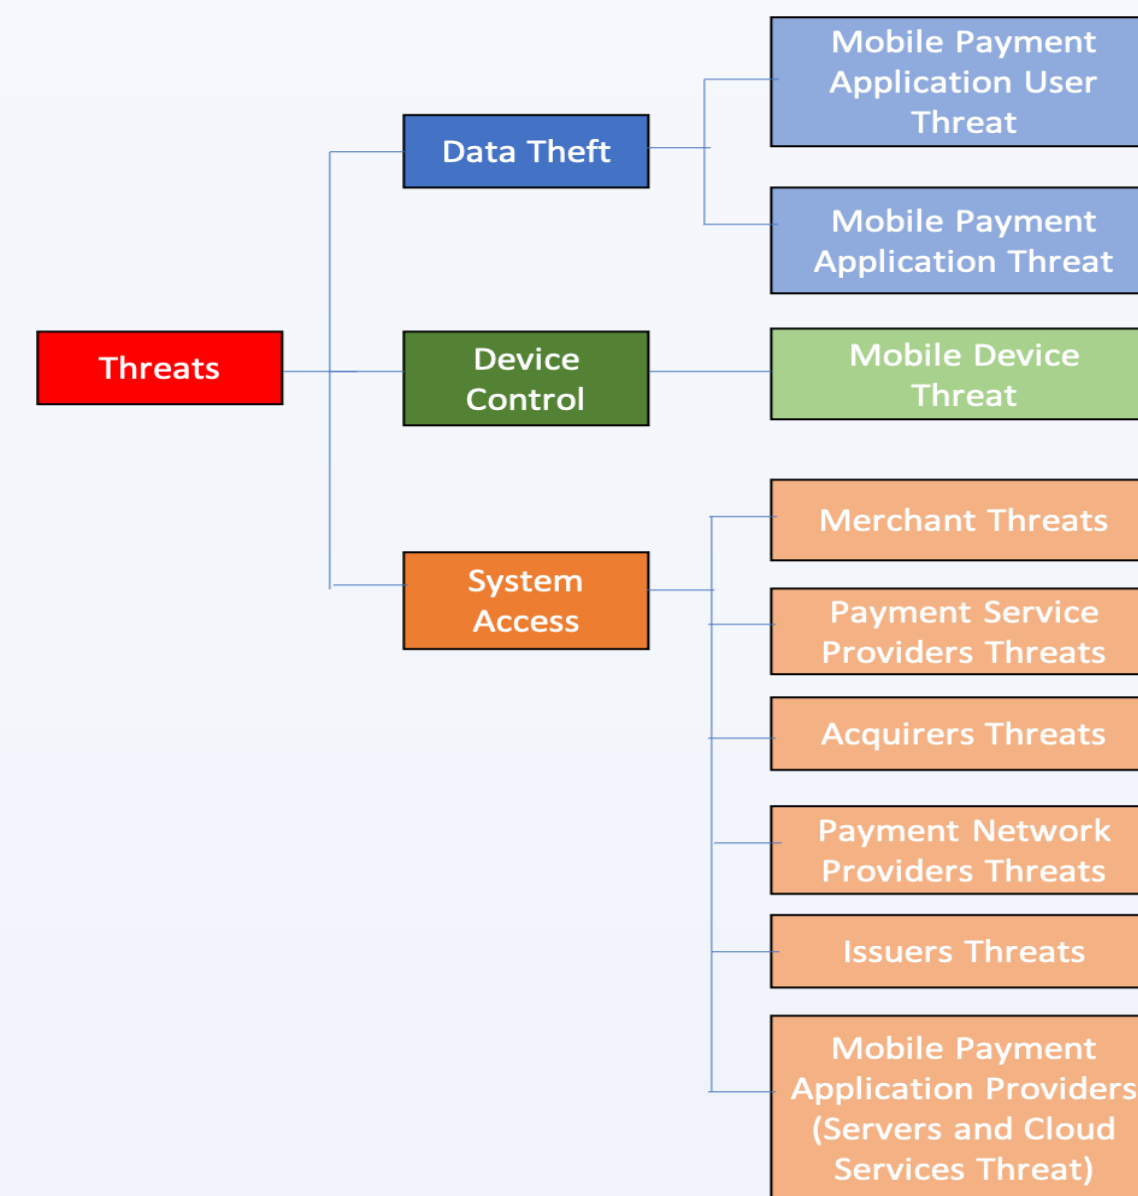 Threats
Data Theft
Device
Control
System
Access
Mobile Payment
Application User
Threat
Mobile Payment
Application Threat
Mobile Device
Threat
Merchant Threats
Payment Service
Providers Threats
Acquirers Threats
Payment Network
Providers Threats
Issuers Threats
Mobile Payment
Application Providers
(Servers and Cloud
Services Threat)